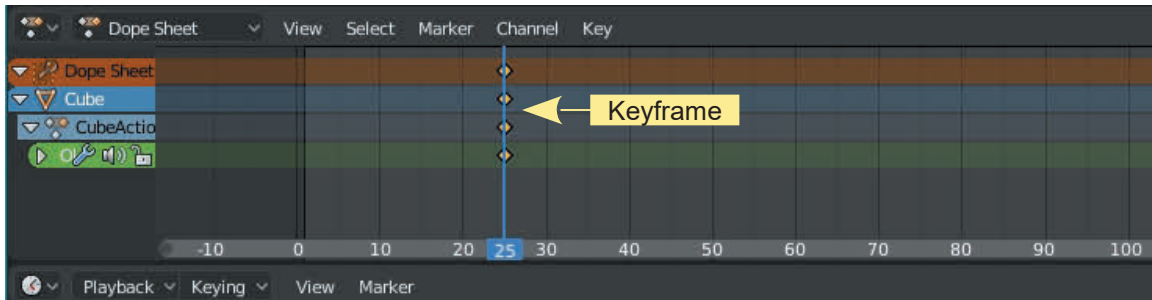 Dope Sheet View Select Marker Channel Key
Dope Sheet
Cube
Keyframe
CubeActio
-10 0 10 20 25 30 40 50 60 70 80 90 100
Playback Keying View Marker